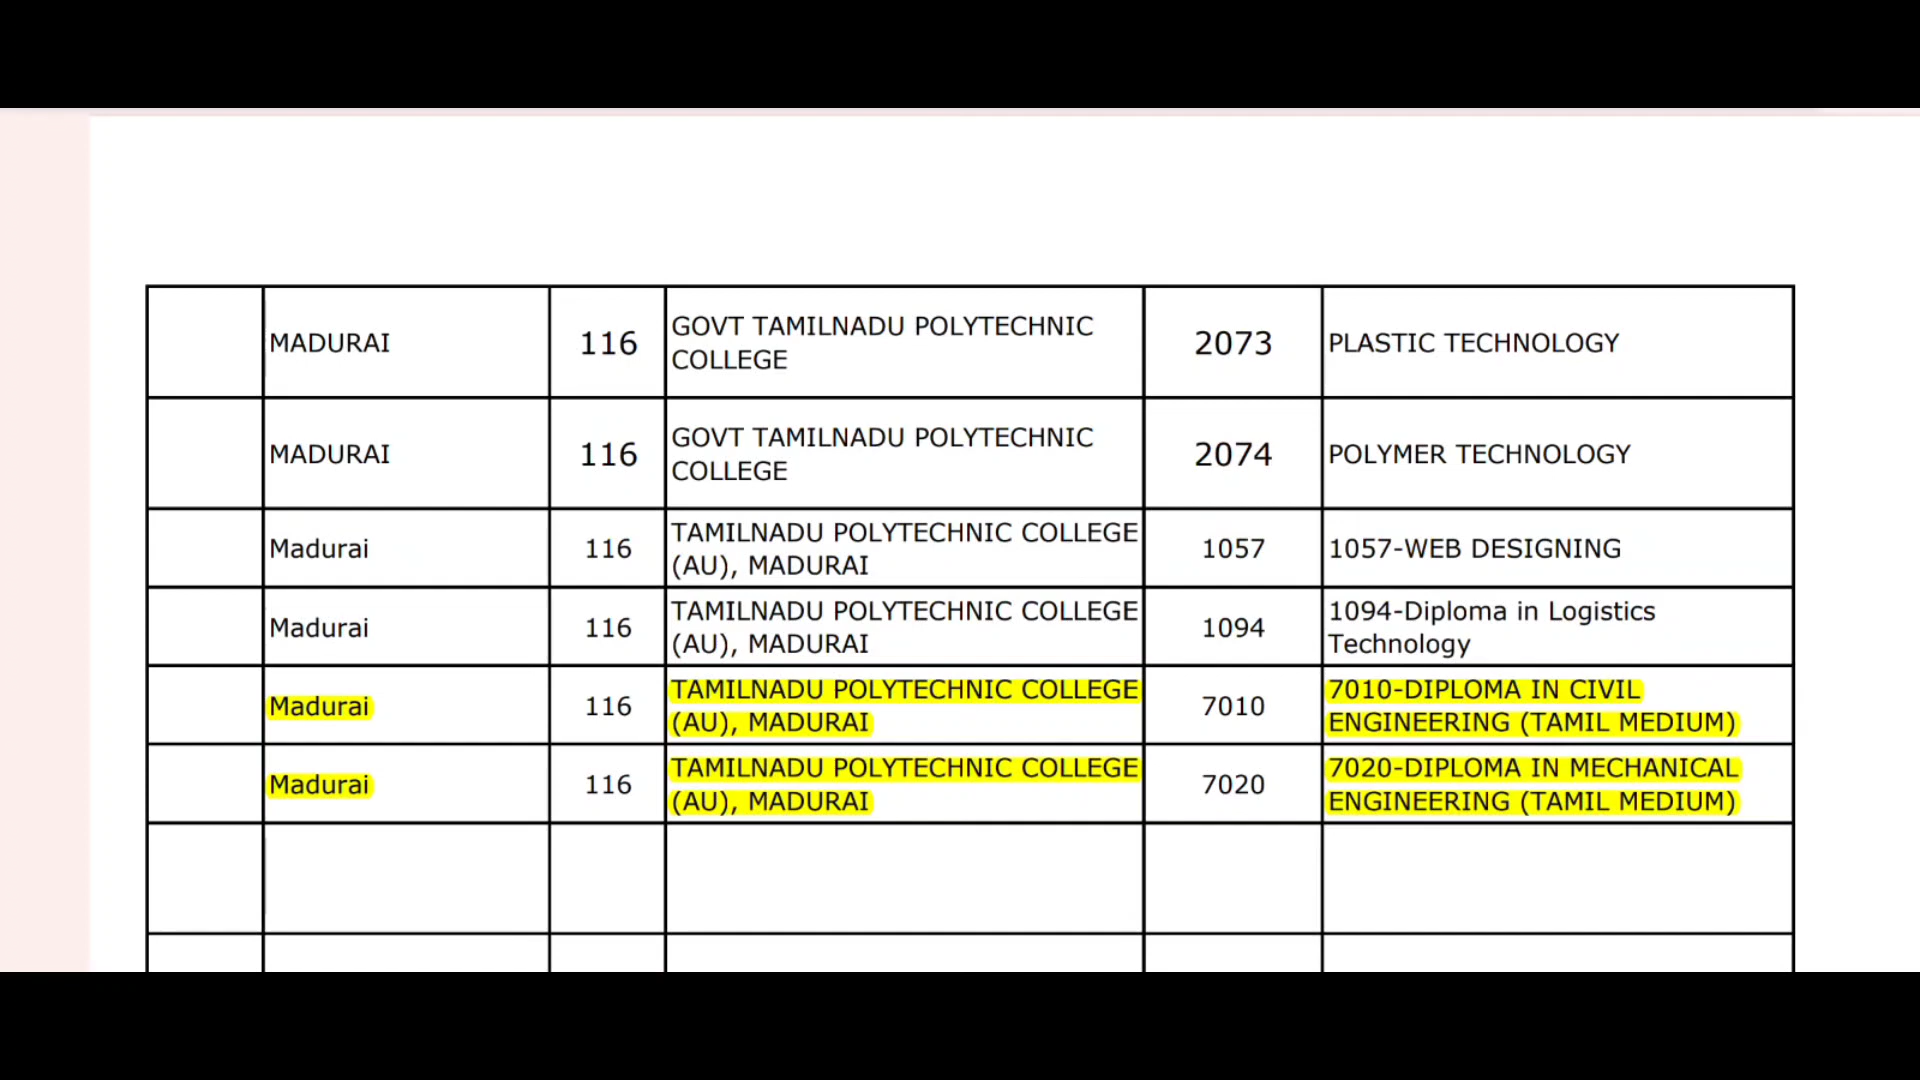 MADURAI 116 GOVT TAMILNADU POLYTECHNIC COLLEGE 2073 PLASTIC TECHNOLOGY
MADURAI 116 GOVT TAMILNADU POLYTECHNIC COLLEGE 2074 POLYMER TECHNOLOGY
Madurai 116 TAMILNADU POLYTECHNIC COLLEGE (AU), MADURAI 1057 1057-WEB DESIGNING
Madurai 116 TAMILNADU POLYTECHNIC COLLEGE (AU), MADURAI 1094 1094-Diploma in Logistics Technology
Madurai 116 TAMILNADU POLYTECHNIC COLLEGE (AU), MADURAI 7010 7010-DIPLOMA IN CIVIL ENGINEERING (TAMIL MEDIUM)
Madurai 116 TAMILNADU POLYTECHNIC COLLEGE (AU), MADURAI 7020 7020-DIPLOMA IN MECHANICAL ENGINEERING (TAMIL MEDIUM)